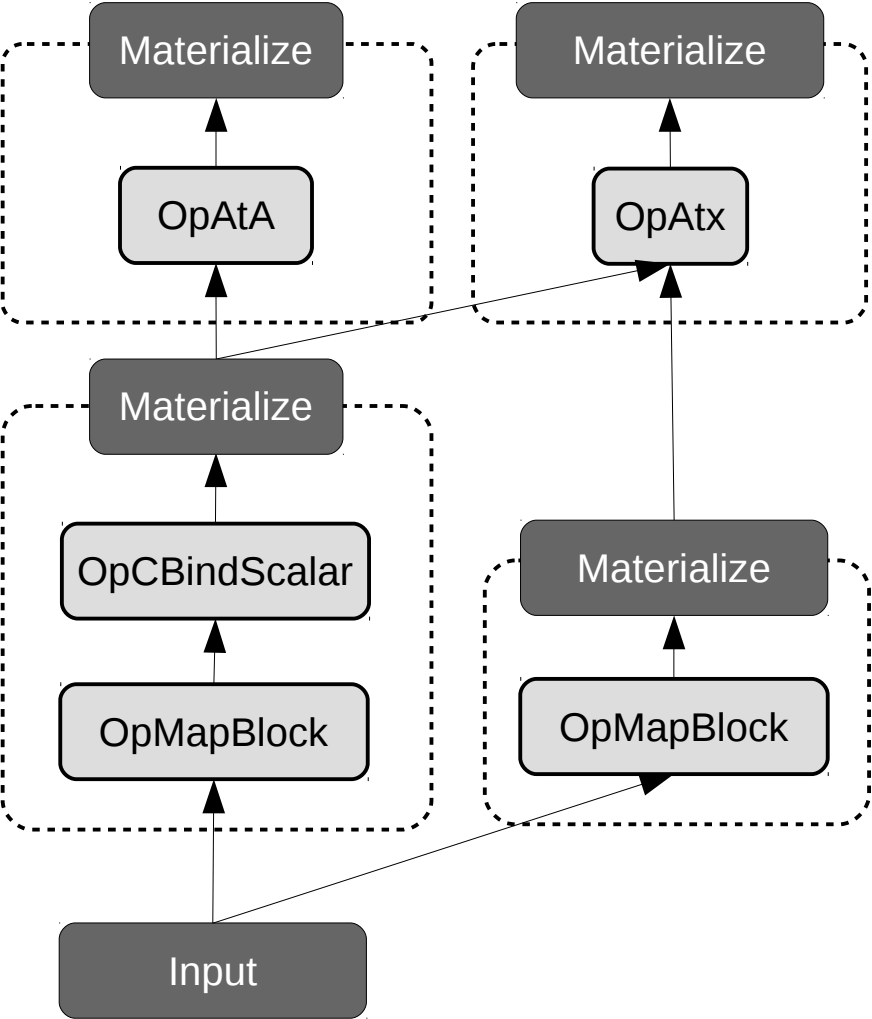 Materialize
Materialize
OpAtA
OpAtx
Materialize
OpCBindScalar
Materialize
OpMapBlock
OpMapBlock
Input